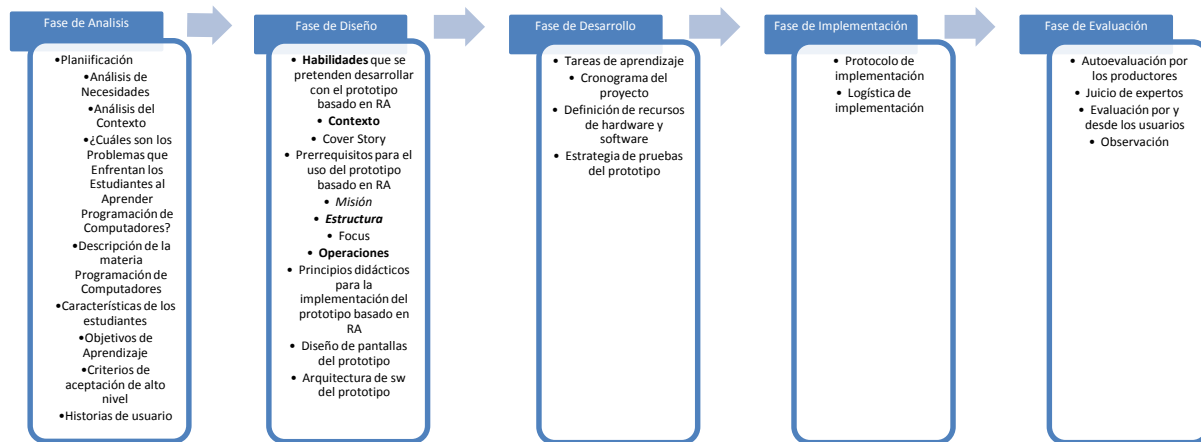 Fase de Analisis
•Planiificación
•Análisis de
Necesidades
•Análisis del
Contexto
•¿Cuáles son los
Problemas que
Enfrentan los
Estudiantes al
Aprender
Programación de
Computadores?
•Descripción de la
materia
Programación de
Computadores
•Características de los
estudiantes
•Objetivos de
Aprendizaje
•Criterios de
aceptación de alto
nivel
•Historias de usuario
Fase de Diseño
• Habilidades que se
pretenden desarrollar
con el prototipo
basado en RA
• Contexto
• Cover Story
• Prerrequisitos para el
uso del prototipo
basado en RA
• Misión
• Estructura
• Focus
• Operaciones
• Principios didácticos
para la
implementación del
prototipo basado en
RA
• Diseño de pantallas
del prototipo
• Arquitectura de sw
del prototipo
Fase de Desarrollo
• Tareas de aprendizaje
• Cronograma del
proyecto
• Definición de recursos
de hardware y
software
• Estrategia de pruebas
del prototipo
Fase de Implementación
• Protocolo de
implementación
• Logística de
implementación
Fase de Evaluación
• Autoevaluación por
los productores
• Juicio de expertos
• Evaluación por y
desde los usuarios
• Observación